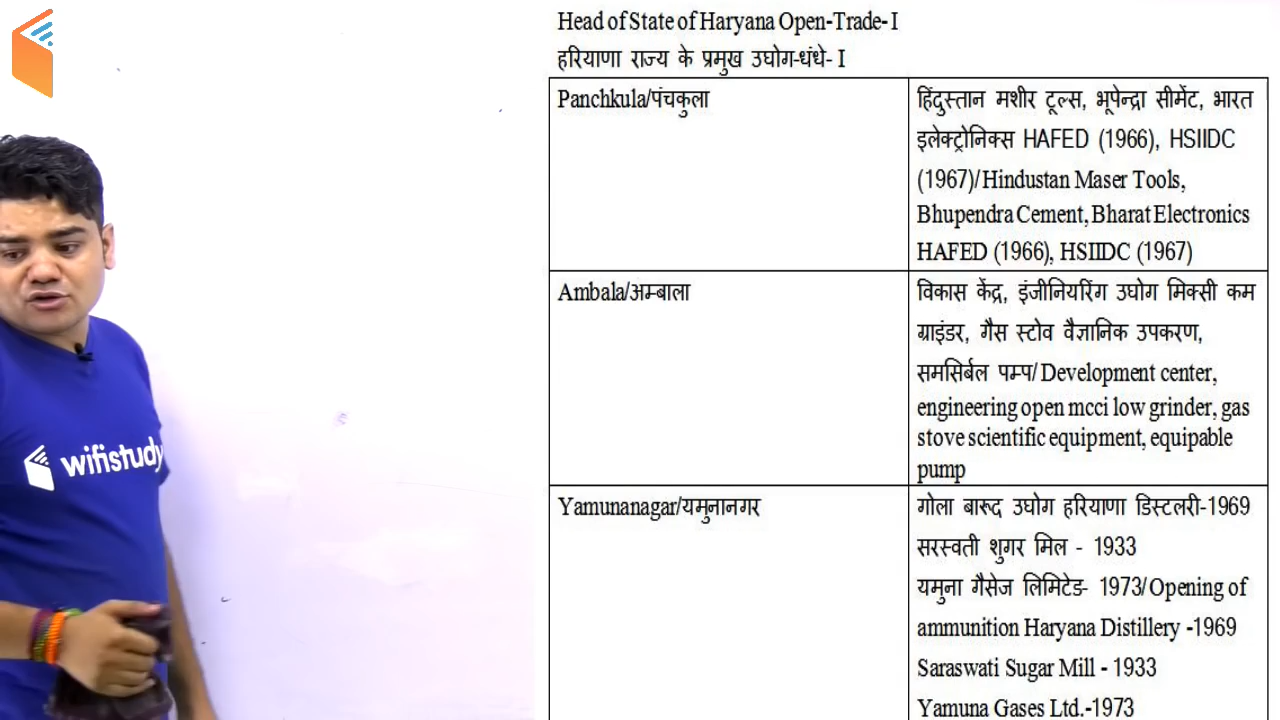 Head of State of Haryana Open-Trade- I
हरियाणा राज्य के प्रमुख उघोग-धंधे- I
Panchkula/पंचकुला
हिंदुस्तान मशीर टूल्स, भूपेन्द्रा सीमेंट, भारत
इलेक्ट्रोनिक्स HAFED (1966), HSIIDC
(1967)/ Hindustan Maser Tools,
Bhupendra Cement, Bharat Electronics
HAFED (1966), HSIIDC (1967)
Ambala/अम्बाला
विकास केंद्र, इंजीनियरिंग उघोग मिक्सी कम
ग्राइंडर, गैस स्टोव वैज्ञानिक उपकरण,
समसिर्बल पम्प/ Development center,
engineering open mcci low grinder, gas
stove scientific equipment, equipable
pump
Yamunanagar/यमुनानगर
गोला बारूद उघोग हरियाणा डिस्टलरी-1969
सरस्वती शुगर मिल - 1933
यमुना गैसेज लिमिटेड- 1973/ Opening of
ammunition Haryana Distillery -1969
Saraswati Sugar Mill - 1933
Yamuna Gases Ltd.-1973
wifistudy